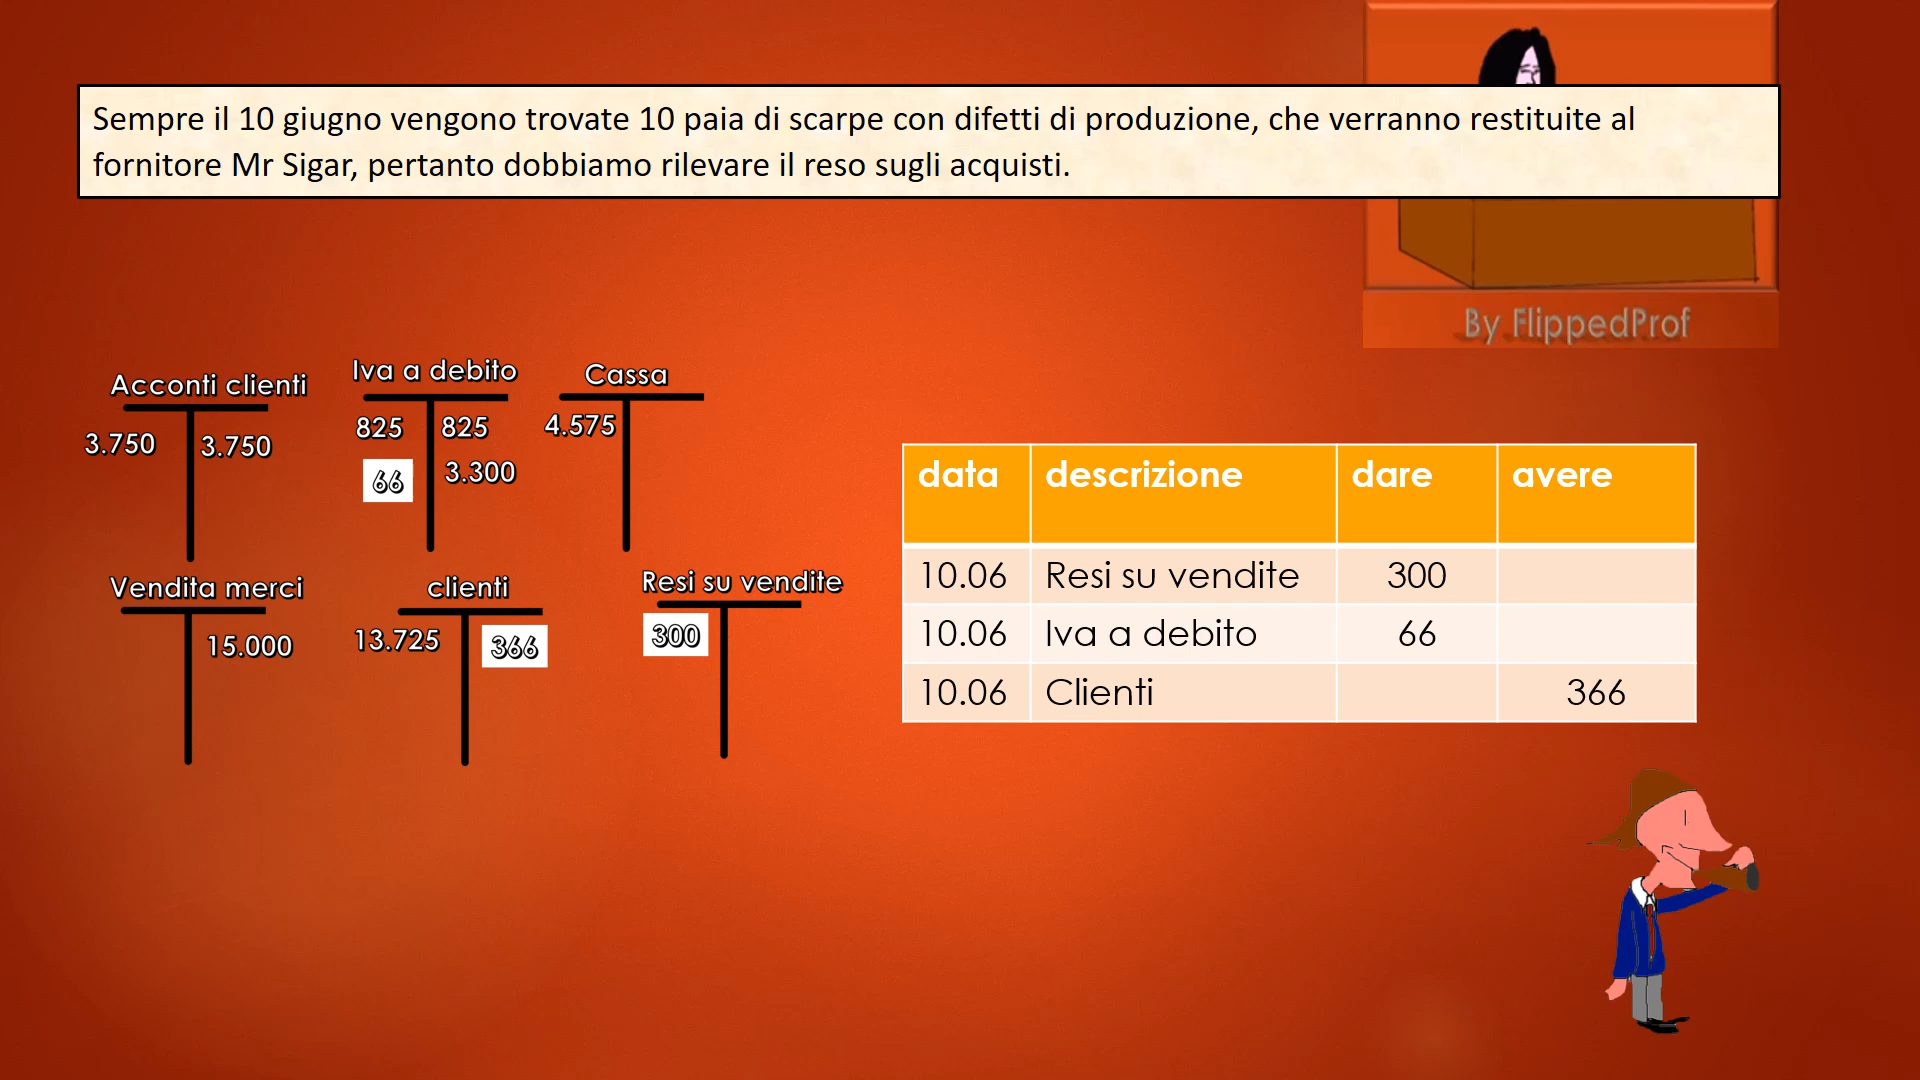 Sempre il 10 giugno vengono trovate 10 paia di scarpe con difetti di produzione, che verranno restituite al
fornitore Mr Sigar, pertanto dobbiamo rilevare il reso sugli acquisti.
By FlippedProf
Acconti clienti
3.750 3.750
Iva a debito
825 825
66 3.300
Cassa
4.575
Vendita merci
15.000
clienti
13.725 366
Resi su vendite
300
data descrizione dare avere
10.06 Resi su vendite 300
10.06 Iva a debito 66
10.06 Clienti 366